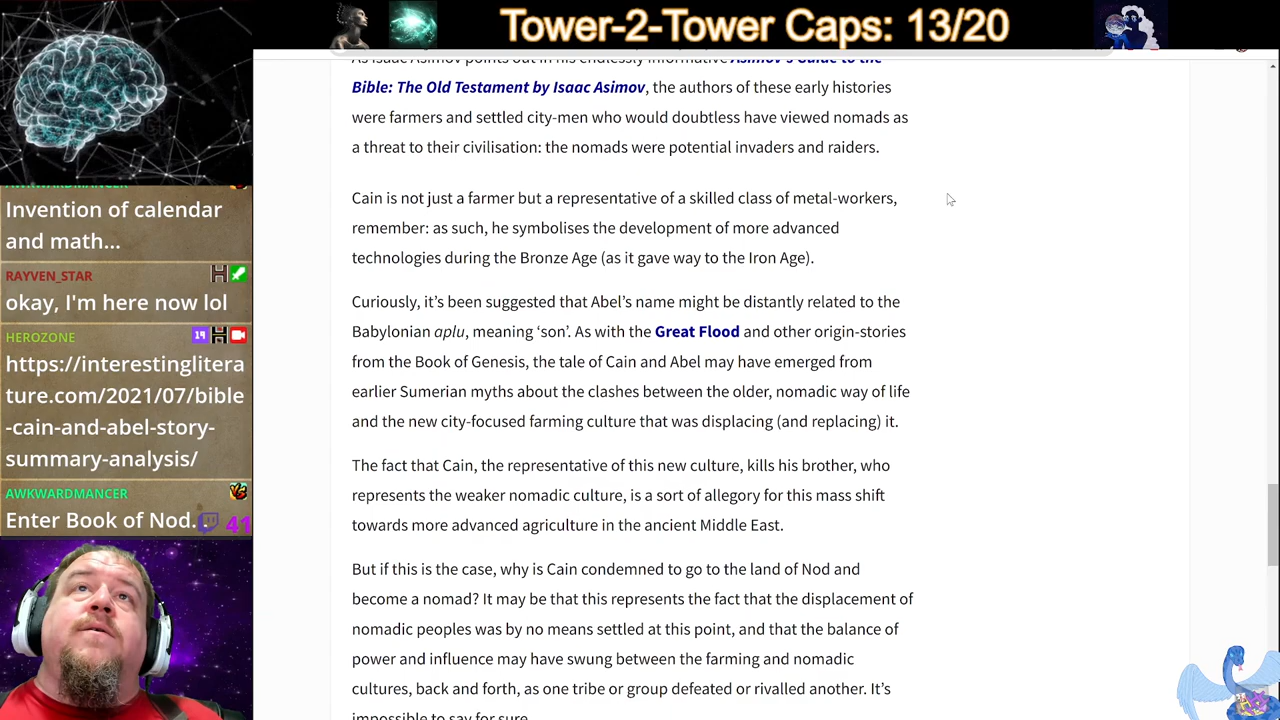 Tower-2-Tower Caps: 13/20
As Isaac Asimov points out in his endlessly informative Asimov's Guide to the
Bible: The Old Testament by Isaac Asimov, the authors of these early histories
were farmers and settled city-men who would doubtless have viewed nomads as
a threat to their civilisation: the nomads were potential invaders and raiders.
Cain is not just a farmer but a representative of a skilled class of metal-workers,
remember: as such, he symbolises the development of more advanced
technologies during the Bronze Age (as it gave way to the Iron Age).
Curiously, it's been suggested that Abel's name might be distantly related to the
Babylonian aplu, meaning 'son'. As with the Great Flood and other origin-stories
from the Book of Genesis, the tale of Cain and Abel may have emerged from
earlier Sumerian myths about the clashes between the older, nomadic way of life
and the new city-focused farming culture that was displacing (and replacing) it.
The fact that Cain, the representative of this new culture, kills his brother, who
represents the weaker nomadic culture, is a sort of allegory for this mass shift
towards more advanced agriculture in the ancient Middle East.
But if this is the case, why is Cain condemned to go to the land of Nod and
become a nomad? It may be that this represents the fact that the displacement of
nomadic peoples was by no means settled at this point, and that the balance of
power and influence may have swung between the farming and nomadic
cultures, back and forth, as one tribe or group defeated or rivalled another. It's
impossible to say for sure.
AWKWARDMANCER
Invention of calendar
and math...
RAYVEN_STAR
okay, I'm here now lol
HEROZONE
19
https://interestinglitera
ture.com/2021/07/bible
-cain-and-abel-story-
summary-analysis/
AWKWARDMANCER
Enter Book of Nod..
41